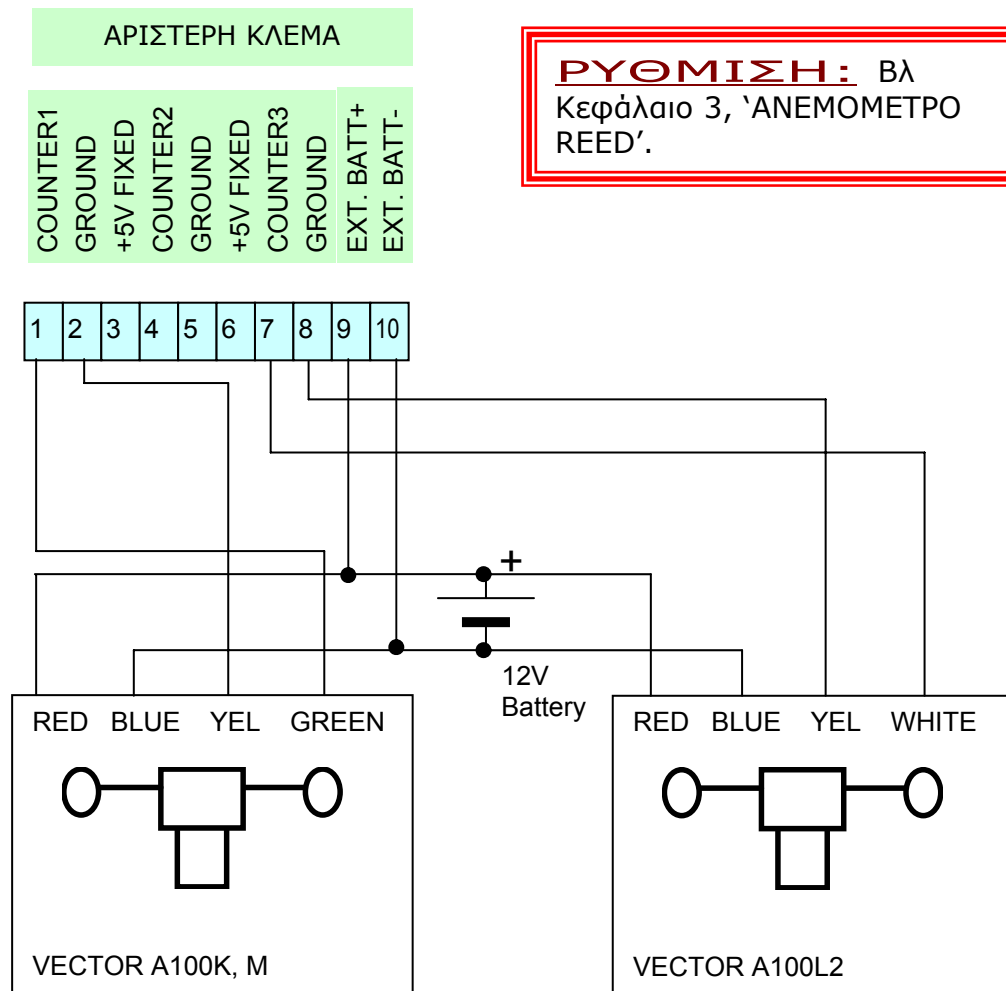 ΑΡΙΣΤΕΡΗ ΚΛΕΜΑ
ΡΥΘΜΙΣΗ: Βλ
Κεφάλαιο 3, ‘ΑΝΕΜΟΜΕΤΡΟ
REED’.
COUNTER1
GROUND
+5V FIXED
COUNTER2
GROUND
+5V FIXED
COUNTER3
GROUND
EXT. BATT+
EXT. BATT-
1 2 3 4 5 6 7 8 9 10
+
12V
Battery
RED BLUE YEL GREEN
VECTOR A100K, M
RED BLUE YEL WHITE
VECTOR A100L2